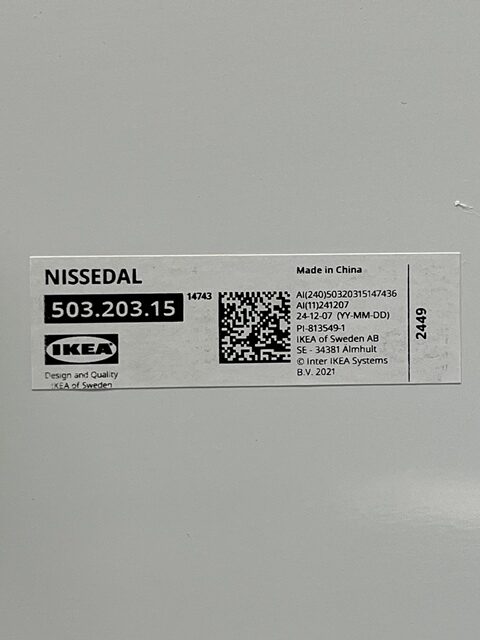 NISSEDAL
503.203.15
14743
IKEA
Design and Quality
IKEA of Sweden
Made in China
AI(240)50320315147436
AI(11)241207
24-12-07 (YY-MM-DD)
PI-813549-1
IKEA of Sweden AB
SE - 34381 Älmhult
© Inter IKEA Systems
B.V. 2021
2449